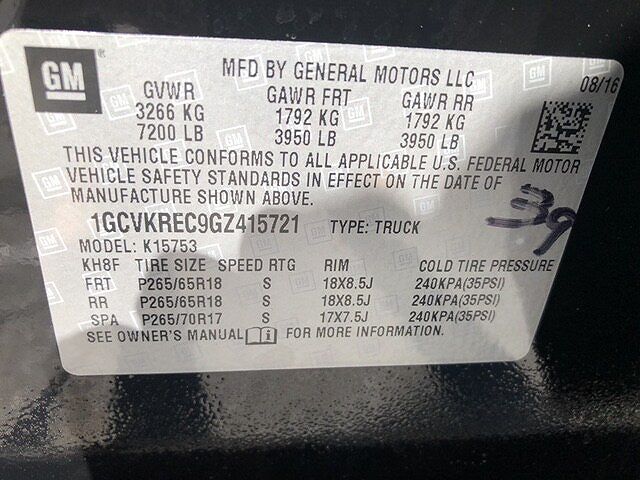 GM
MFD BY GENERAL MOTORS LLC
08/16
GVWR GAWR FRT GAWR RR
3266 KG 1792 KG 1792 KG
7200 LB 3950 LB 3950 LB
THIS VEHICLE CONFORMS TO ALL APPLICABLE U.S. FEDERAL MOTOR
VEHICLE SAFETY STANDARDS IN EFFECT ON THE DATE OF
MANUFACTURE SHOWN ABOVE.
39
1GCVKREC9GZ415721 TYPE: TRUCK
MODEL: K15753
KH8F TIRE SIZE SPEED RTG RIM COLD TIRE PRESSURE
FRT P265/65R18 S 18X8.5J 240KPA(35PSI)
RR P265/65R18 S 18X8.5J 240KPA(35PSI)
SPA P265/70R17 S 17X7.5J 240KPA(35PSI)
SEE OWNER'S MANUAL FOR MORE INFORMATION.